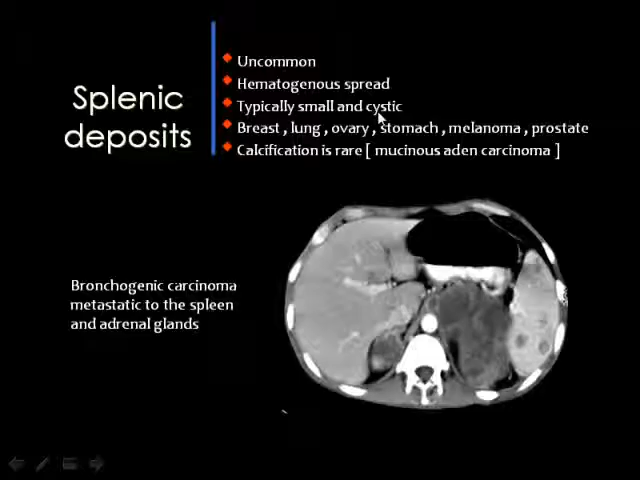 Splenic
deposits
Uncommon
Hematogenous spread
Typically small and cystic
Breast , lung , ovary , stomach , melanoma , prostate
Calcification is rare [ mucinous aden carcinoma ]
Bronchogenic carcinoma
metastatic to the spleen
and adrenal glands